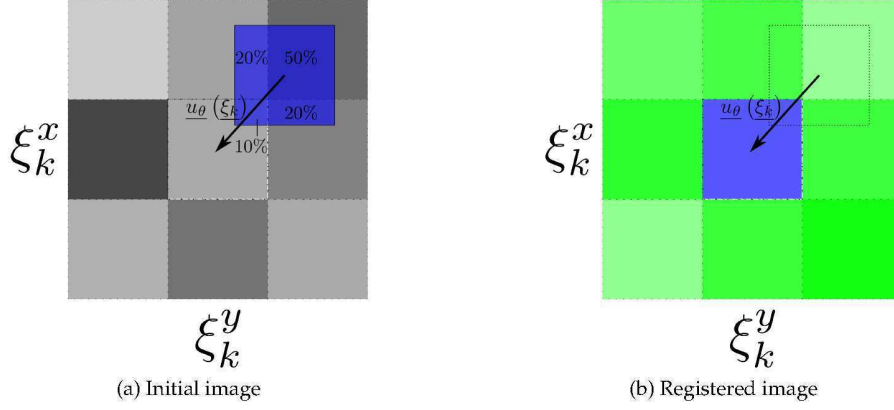 20% 50%
u_θ (ξ_k)
20%
10%
ξ_k^x
ξ_k^y
(a) Initial image
u_θ (ξ_k)
ξ_k^x
ξ_k^y
(b) Registered image